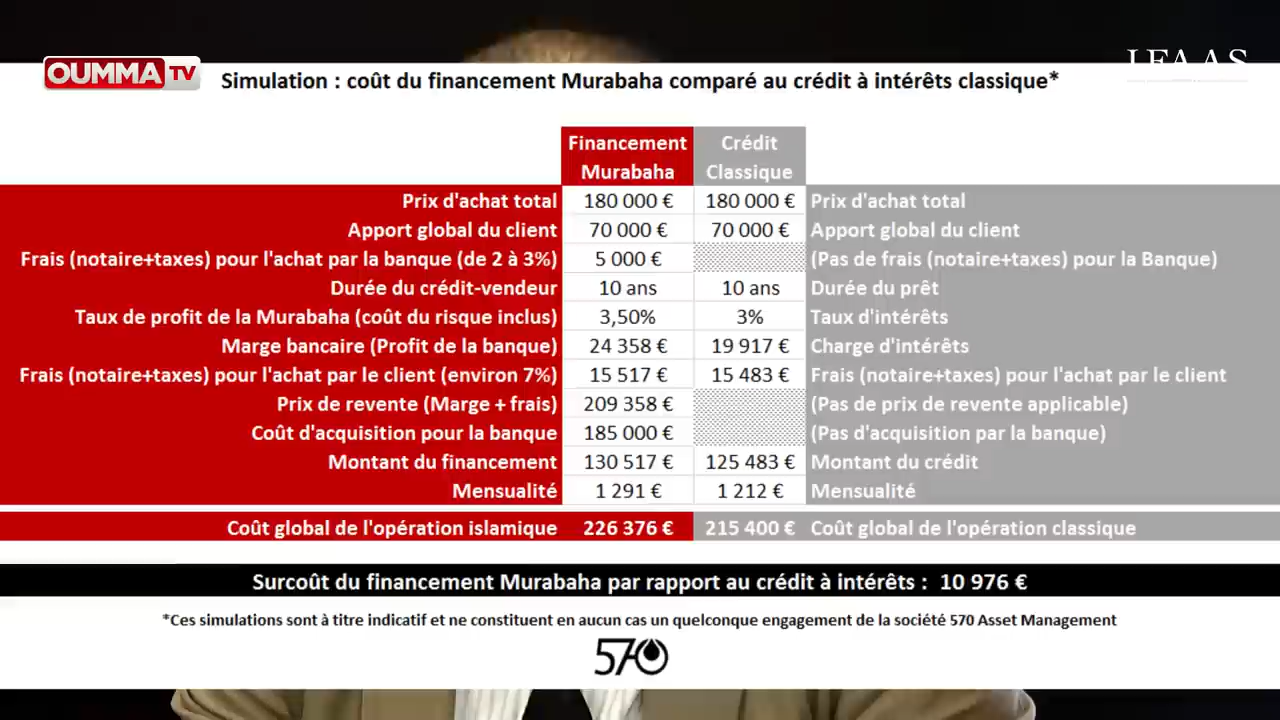 OUMMA TV
IFAAS
Simulation : coût du financement Murabaha comparé au crédit à intérêts classique*
Financement Murabaha
Crédit Classique
Prix d'achat total 180 000 € 180 000 € Prix d'achat total
Apport global du client 70 000 € 70 000 € Apport global du client
Frais (notaire+taxes) pour l'achat par la banque (de 2 à 3%) 5 000 € (Pas de frais (notaire+taxes) pour la Banque)
Durée du crédit-vendeur 10 ans 10 ans Durée du prêt
Taux de profit de la Murabaha (coût du risque inclus) 3,50% 3% Taux d'intérêts
Marge bancaire (Profit de la banque) 24 358 € 19 917 € Charge d'intérêts
Frais (notaire+taxes) pour l'achat par le client (environ 7%) 15 517 € 15 483 € Frais (notaire+taxes) pour l'achat par le client
Prix de revente (Marge + frais) 209 358 € (Pas de prix de revente applicable)
Coût d'acquisition pour la banque 185 000 € (Pas d'acquisition par la banque)
Montant du financement 130 517 € 125 483 € Montant du crédit
Mensualité 1 291 € 1 212 € Mensualité
Coût global de l'opération islamique 226 376 € 215 400 € Coût global de l'opération classique
Surcoût du financement Murabaha par rapport au crédit à intérêts : 10 976 €
*Ces simulations sont à titre indicatif et ne constituent en aucun cas un quelconque engagement de la société 570 Asset Management
570